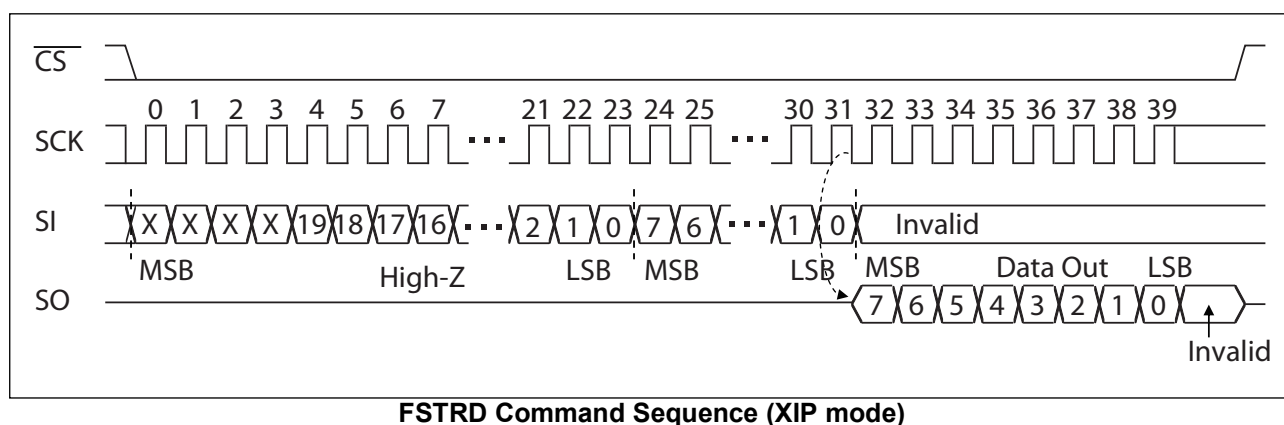 CS
0 1 2 3 4 5 6 7 21 22 23 24 25 30 31 32 33 34 35 36 37 38 39
SCK
SI X X X X 19 18 17 16 2 1 0 7 6 1 0 Invalid
MSB High-Z LSB MSB LSB MSB Data Out LSB
SO 7 6 5 4 3 2 1 0
Invalid
FSTRD Command Sequence (XIP mode)